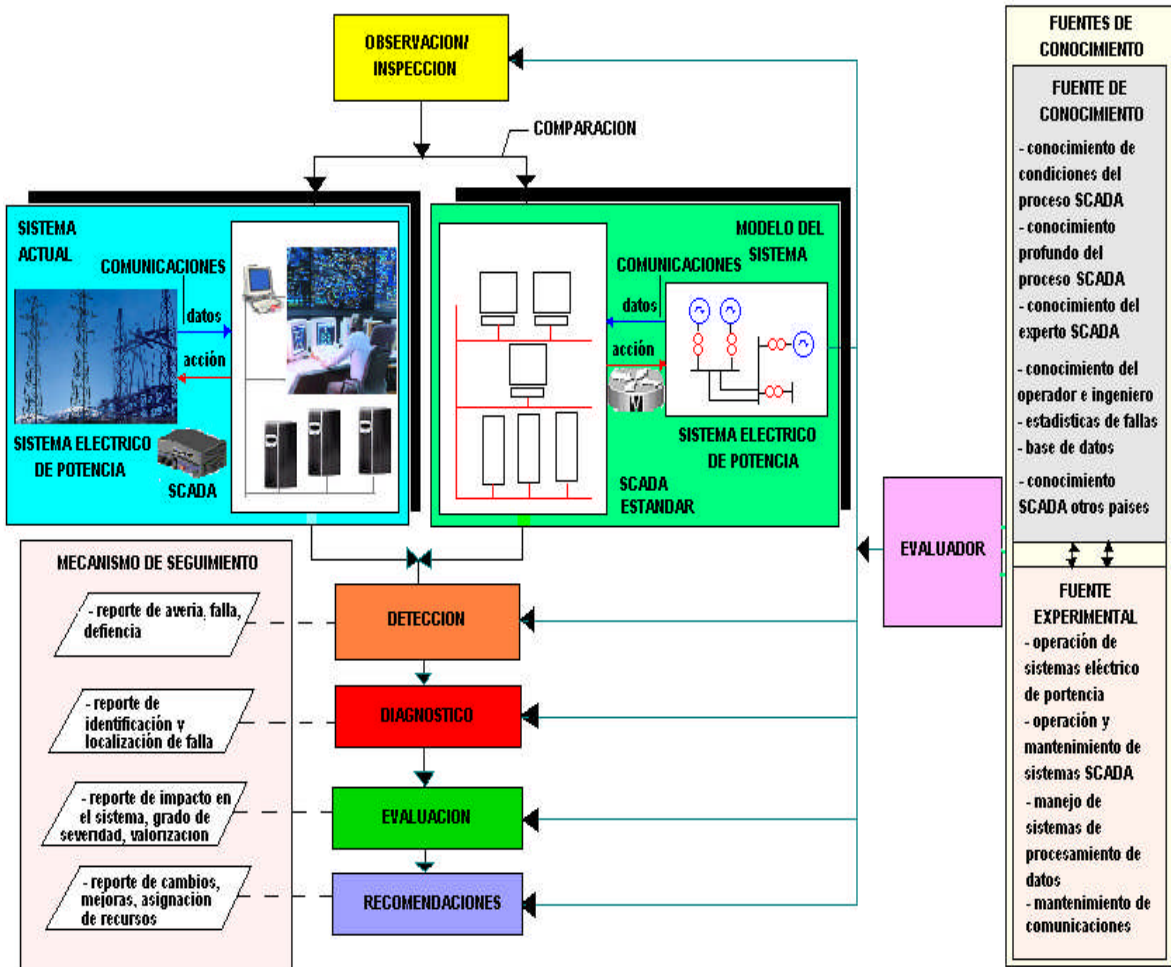 OBSERVACION/
INSPECCION
COMPARACION
SISTEMA
ACTUAL
COMUNICACIONES
datos
acción
SISTEMA ELECTRICO
DE POTENCIA
SCADA
MODELO DEL
SISTEMA
COMUNICACIONES
datos
acción
SISTEMA ELECTRICO
DE POTENCIA
SCADA
ESTANDAR
MECANISMO DE SEGUIMIENTO
- reporte de averia, falla,
defiencia
- reporte de
identificación y
localización de falla
- reporte de impacto en
el sistema, grado de
severidad, valorización
- reporte de cambios,
mejoras, asignación
de recursos
DETECCION
DIAGNOSTICO
EVALUACION
RECOMENDACIONES
EVALUADOR
FUENTES DE
CONOCIMIENTO
FUENTE DE
CONOCIMIENTO
- conocimiento de
condiciones del
proceso SCADA
- conocimiento
profundo del
proceso SCADA
- conocimiento del
experto SCADA
- conocimiento del
operador e ingeniero
- estadisticas de fallas
- base de datos
- conocimiento
SCADA otros paises
FUENTE
EXPERIMENTAL
- operación de
sistemas eléctrico
de portencia
- operación y
mantenimiento de
sistemas SCADA
- manejo de
sistemas de
procesamiento de
datos
- mantenimiento de
comunicaciones